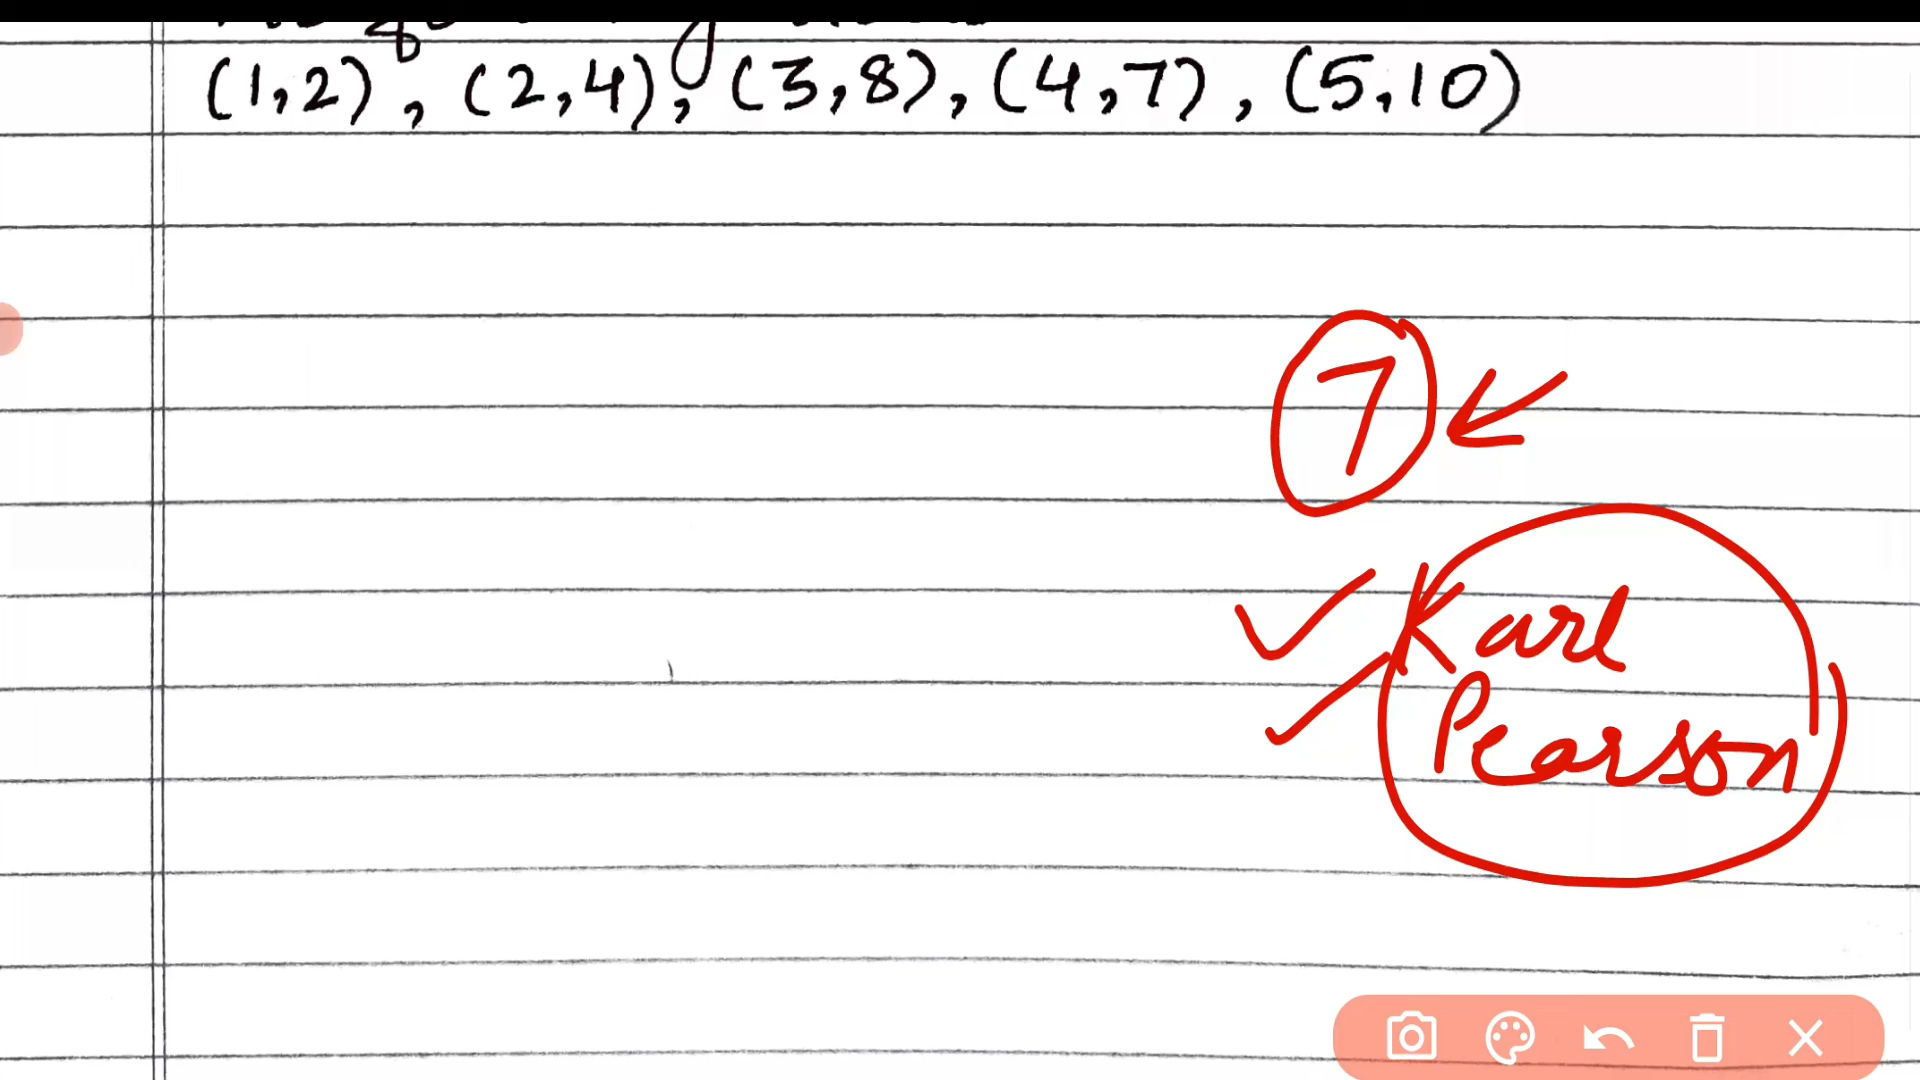 (1,2), (2,4), (3,8), (4,7), (5,10)
7
Karl
Pearson